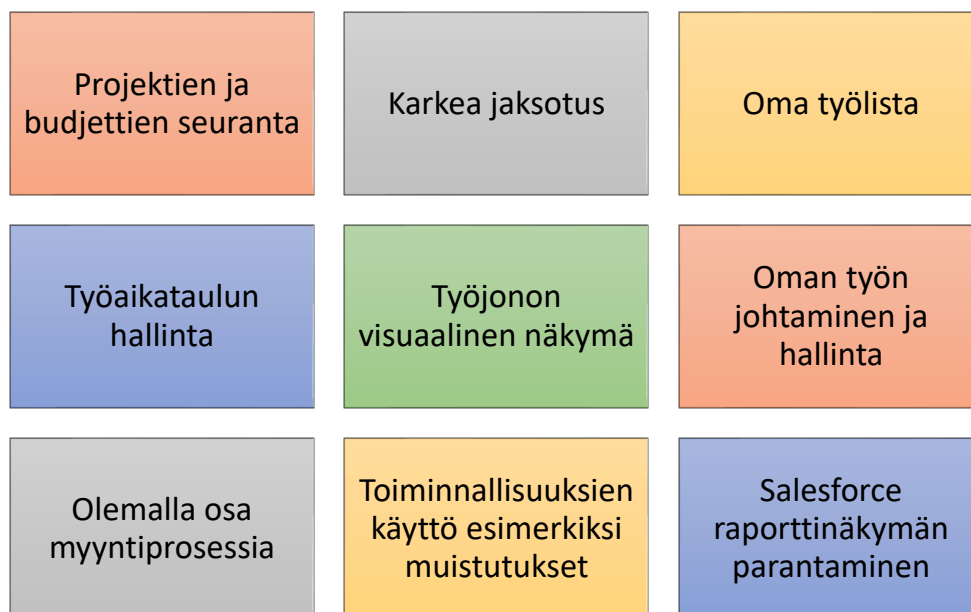 Projektien ja
budjettien seuranta
Karkea jaksotus
Oma työlista
Työaikataulun
hallinta
Työjonon
visuaalinen näkymä
Oman työn
johtaminen ja
hallinta
Olemalla osa
myyntiprosessia
Toiminnallisuuksien
käyttö esimerkiksi
muistutukset
Salesforce
raporttinäkymän
parantaminen